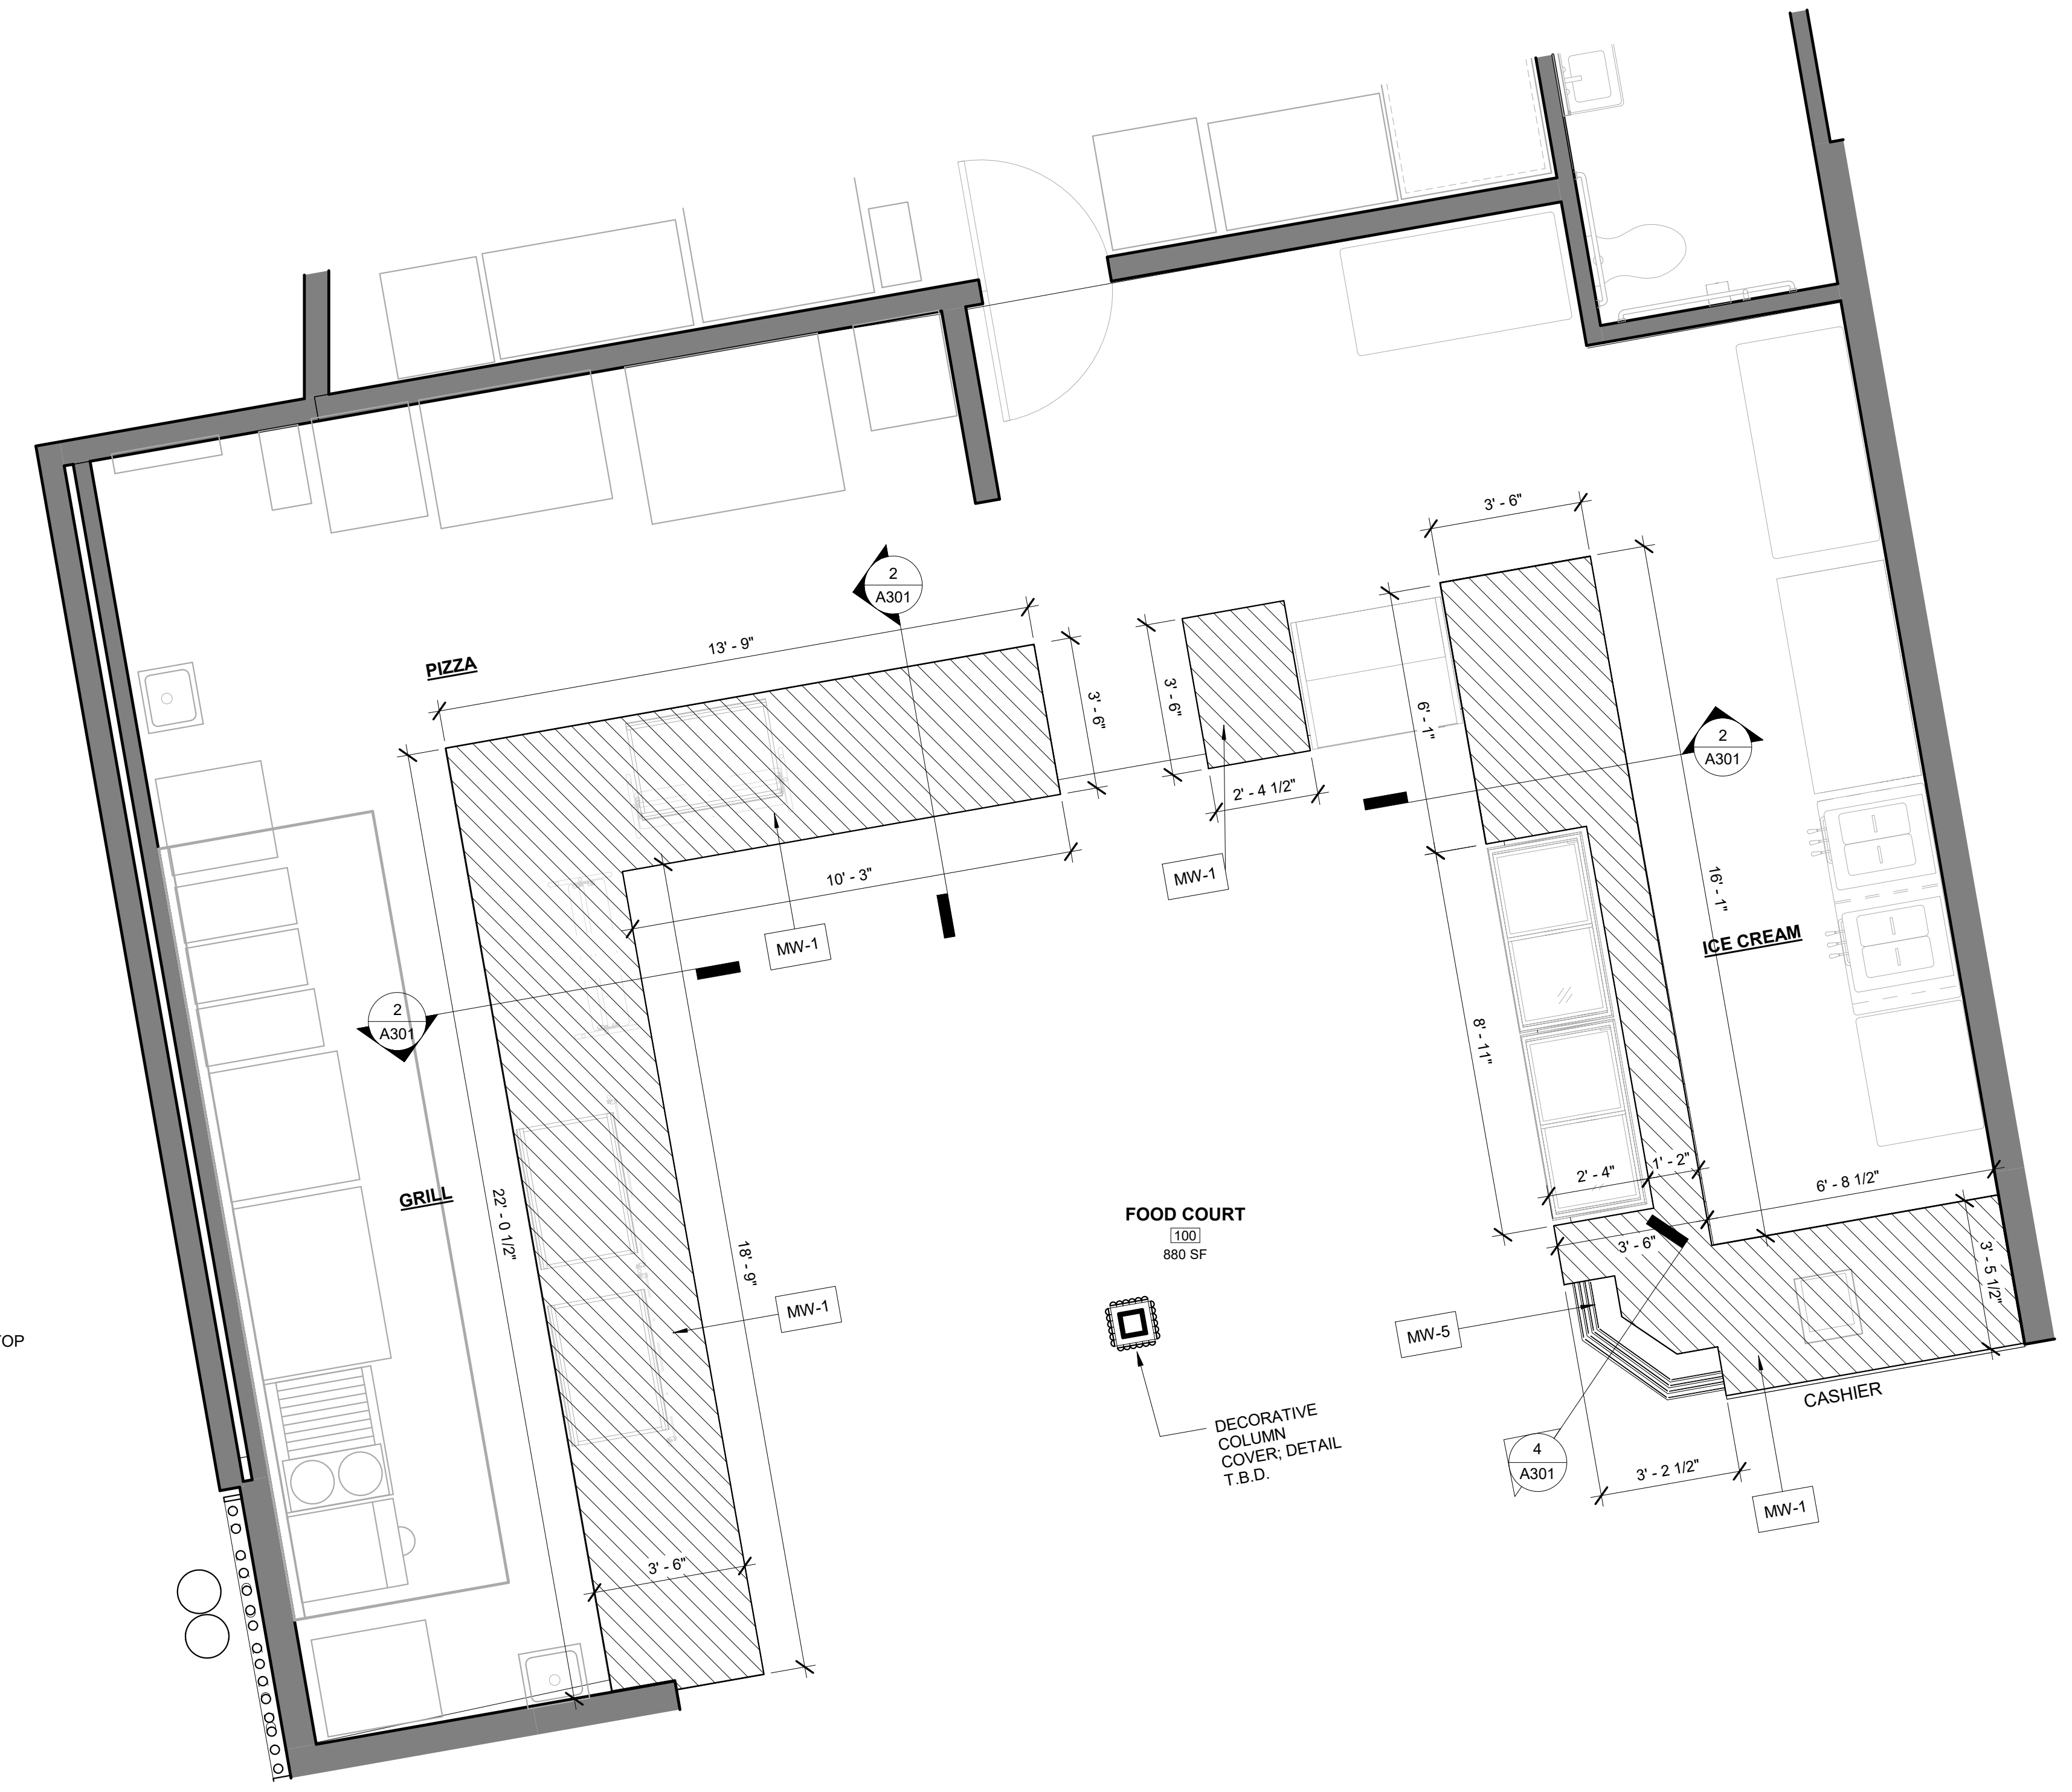 3' - 6"
2
A301
13' - 9"
PIZZA
3' - 6"
3' - 6"
6' - 1"
2
A301
2' - 4 1/2"
MW-1
10' - 3"
16' - 1"
MW-1
ICE CREAM
2
A301
8' - 11"
2' - 4"
1' - 2"
6' - 8 1/2"
GRILL
22' - 0 1/2"
18' - 9"
FOOD COURT
100
880 SF
3' - 6"
3' - 5 1/2"
MW-1
MW-5
TOP
CASHIER
DECORATIVE
COLUMN
COVER; DETAIL
T.B.D.
4
A301
3' - 2 1/2"
MW-1
3' - 6"